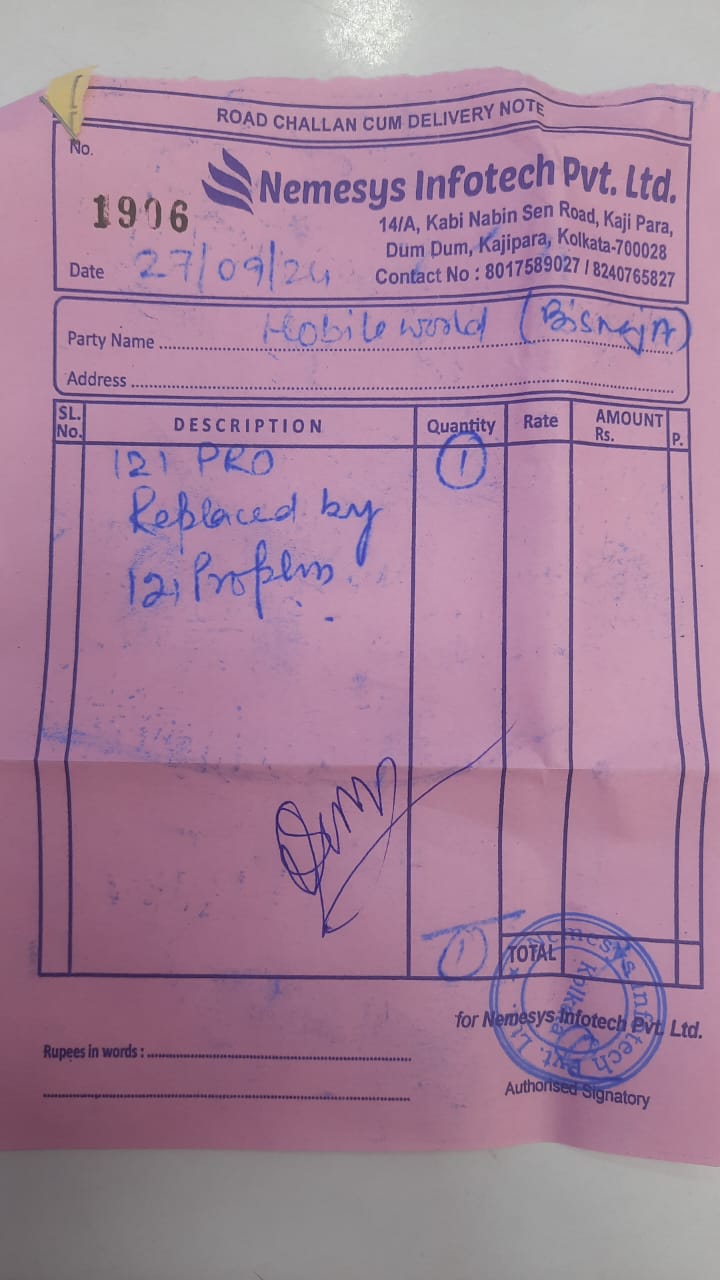 ROAD CHALLAN CUM DELIVERY NOTE
No.
1906
Nemesys Infotech Pvt. Ltd.
14/A, Kabi Nabin Sen Road, Kaji Para,
Dum Dum, Kajipara, Kolkata-700028
Contact No : 8017589027 / 8240765827
Date 27/09/24
Party Name Mobile world
Address
SL. No. DESCRIPTION Quantity Rate AMOUNT Rs. P.
121 PRO 1
Replaced by
121 Pro
1
TOTAL
for Nemesys Infotech Pvt. Ltd.
Nemesys Infotech Pvt. Ltd.
Kolkata
Rupees in words :
Authorised Signatory